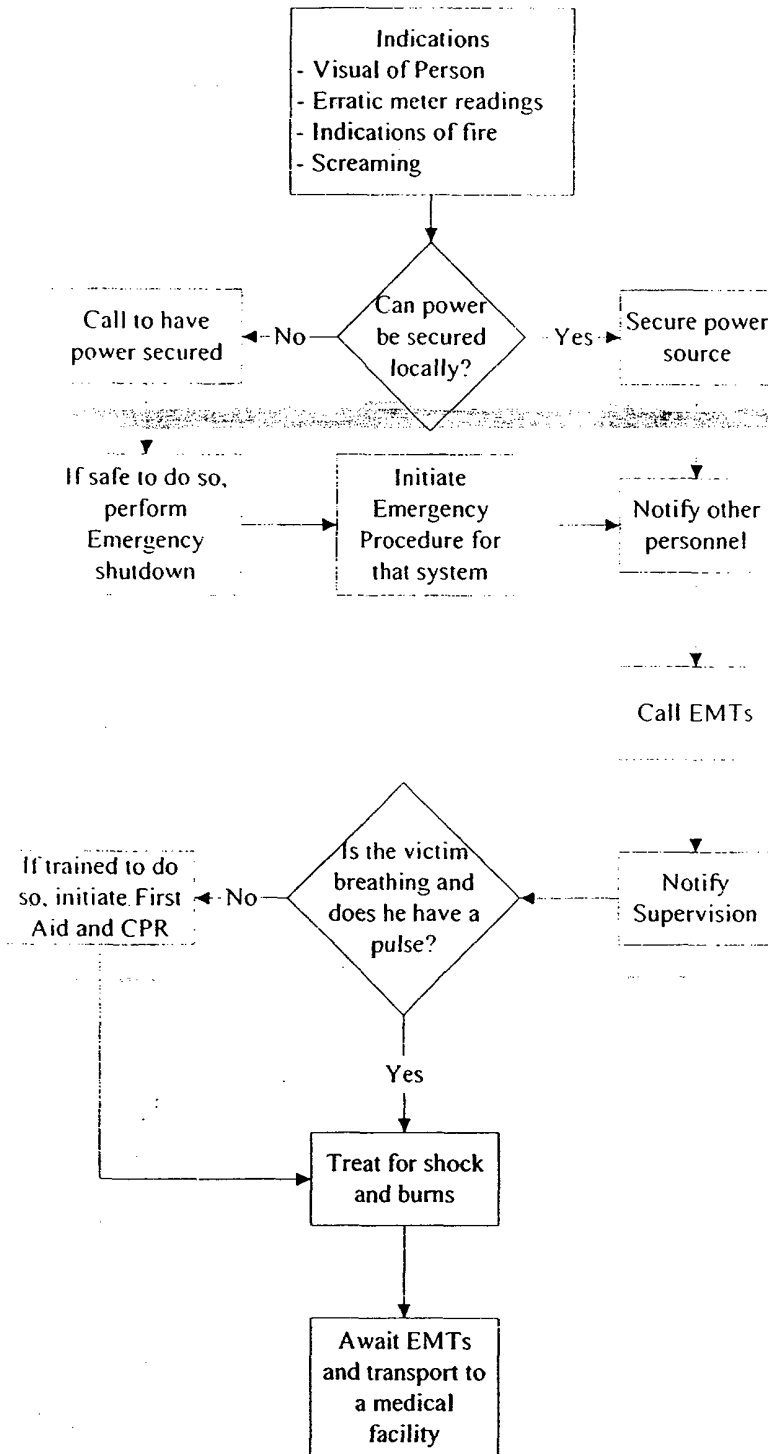 Indications
- Visual of Person
- Erratic meter readings
- Indications of fire
- Screaming
Can power
be secured
locally?
No
Yes
Call to have
power secured
Secure power
source
If safe to do so,
perform
Emergency
shutdown
Initiate
Emergency
Procedure for
that system
Notify other
personnel
Call EMTs
Notify
Supervision
Is the victim
breathing and
does he have a
pulse?
No
If trained to do
so, initiate First
Aid and CPR
Yes
Treat for shock
and burns
Await EMTs
and transport to
a medical
facility